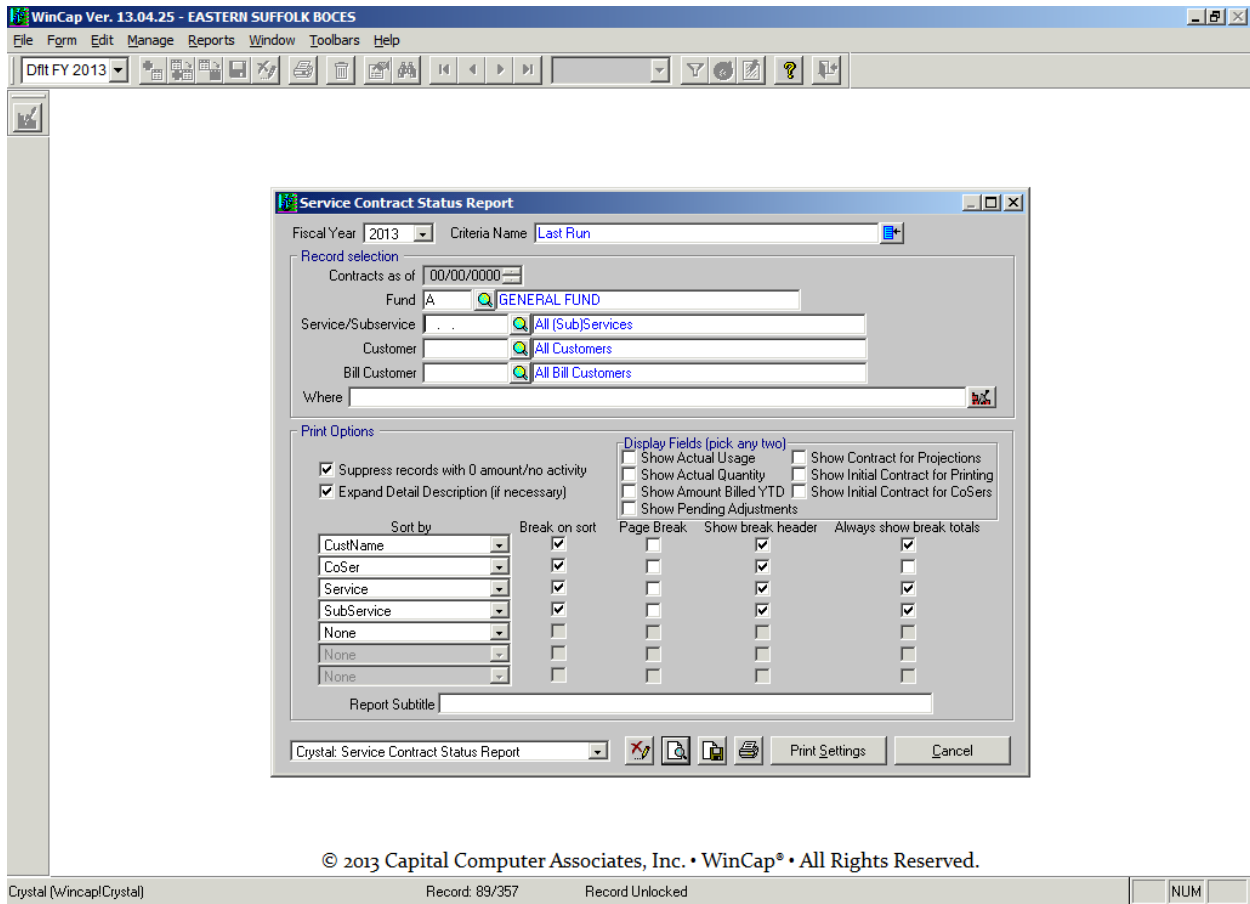 WinCap Ver. 13.04.25 - EASTERN SUFFOLK BOCES
File Form Edit Manage Reports Window Toolbars Help
Dflt FY 2013
Service Contract Status Report
Fiscal Year 2013 Criteria Name Last Run
Record selection
Contracts as of 00/00/0000
Fund A GENERAL FUND
Service/Subservice . . All (Sub)Services
Customer All Customers
Bill Customer All Bill Customers
Where
Print Options
Display Fields (pick any two)
Show Actual Usage Show Contract for Projections
Suppress records with 0 amount/no activity
Show Actual Quantity Show Initial Contract for Printing
Expand Detail Description (if necessary)
Show Amount Billed YTD Show Initial Contract for CoSers
Show Pending Adjustments
Sort by Break on sort Page Break Show break header Always show break totals
CustName
CoSer
Service
SubService
None
None
None
Report Subtitle
Crystal: Service Contract Status Report Print Settings Cancel
© 2013 Capital Computer Associates, Inc. • WinCap® • All Rights Reserved.
Crystal (Wincap!Crystal) Record: 89/357 Record Unlocked NUM